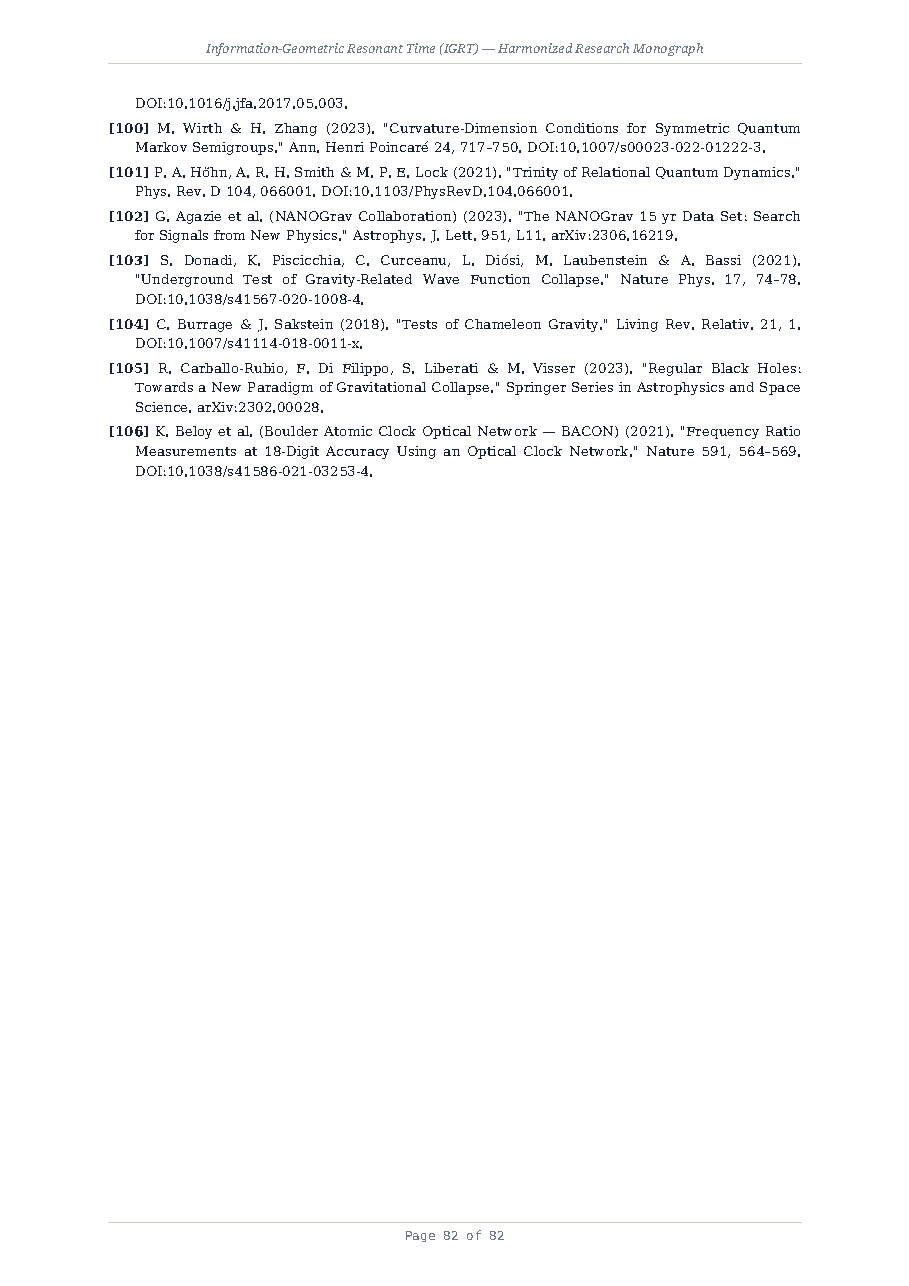 Information-Geometric Resonant Time (IGRT) — Harmonized Research Monograph
DOI:10.1016/j.jfa.2017.05.003.
[100] M. Wirth & H. Zhang (2023). "Curvature-Dimension Conditions for Symmetric Quantum
Markov Semigroups." Ann. Henri Poincaré 24, 717–750. DOI:10.1007/s00023-022-01222-3.
[101] P. A. Höhn, A. R. H. Smith & M. P. E. Lock (2021). "Trinity of Relational Quantum Dynamics."
Phys. Rev. D 104, 066001. DOI:10.1103/PhysRevD.104.066001.
[102] G. Agazie et al. (NANOGrav Collaboration) (2023). "The NANOGrav 15 yr Data Set: Search
for Signals from New Physics." Astrophys. J. Lett. 951, L11. arXiv:2306.16219.
[103] S. Donadi, K. Piscicchia, C. Curceanu, L. Diósi, M. Laubenstein & A. Bassi (2021).
"Underground Test of Gravity-Related Wave Function Collapse." Nature Phys. 17, 74–78.
DOI:10.1038/s41567-020-1008-4.
[104] C. Burrage & J. Sakstein (2018). "Tests of Chameleon Gravity." Living Rev. Relativ. 21, 1.
DOI:10.1007/s41114-018-0011-x.
[105] R. Carballo-Rubio, F. Di Filippo, S. Liberati & M. Visser (2023). "Regular Black Holes:
Towards a New Paradigm of Gravitational Collapse." Springer Series in Astrophysics and Space
Science. arXiv:2302.00028.
[106] K. Beloy et al. (Boulder Atomic Clock Optical Network — BACON) (2021). "Frequency Ratio
Measurements at 18-Digit Accuracy Using an Optical Clock Network." Nature 591, 564–569.
DOI:10.1038/s41586-021-03253-4.
Page 82 of 82